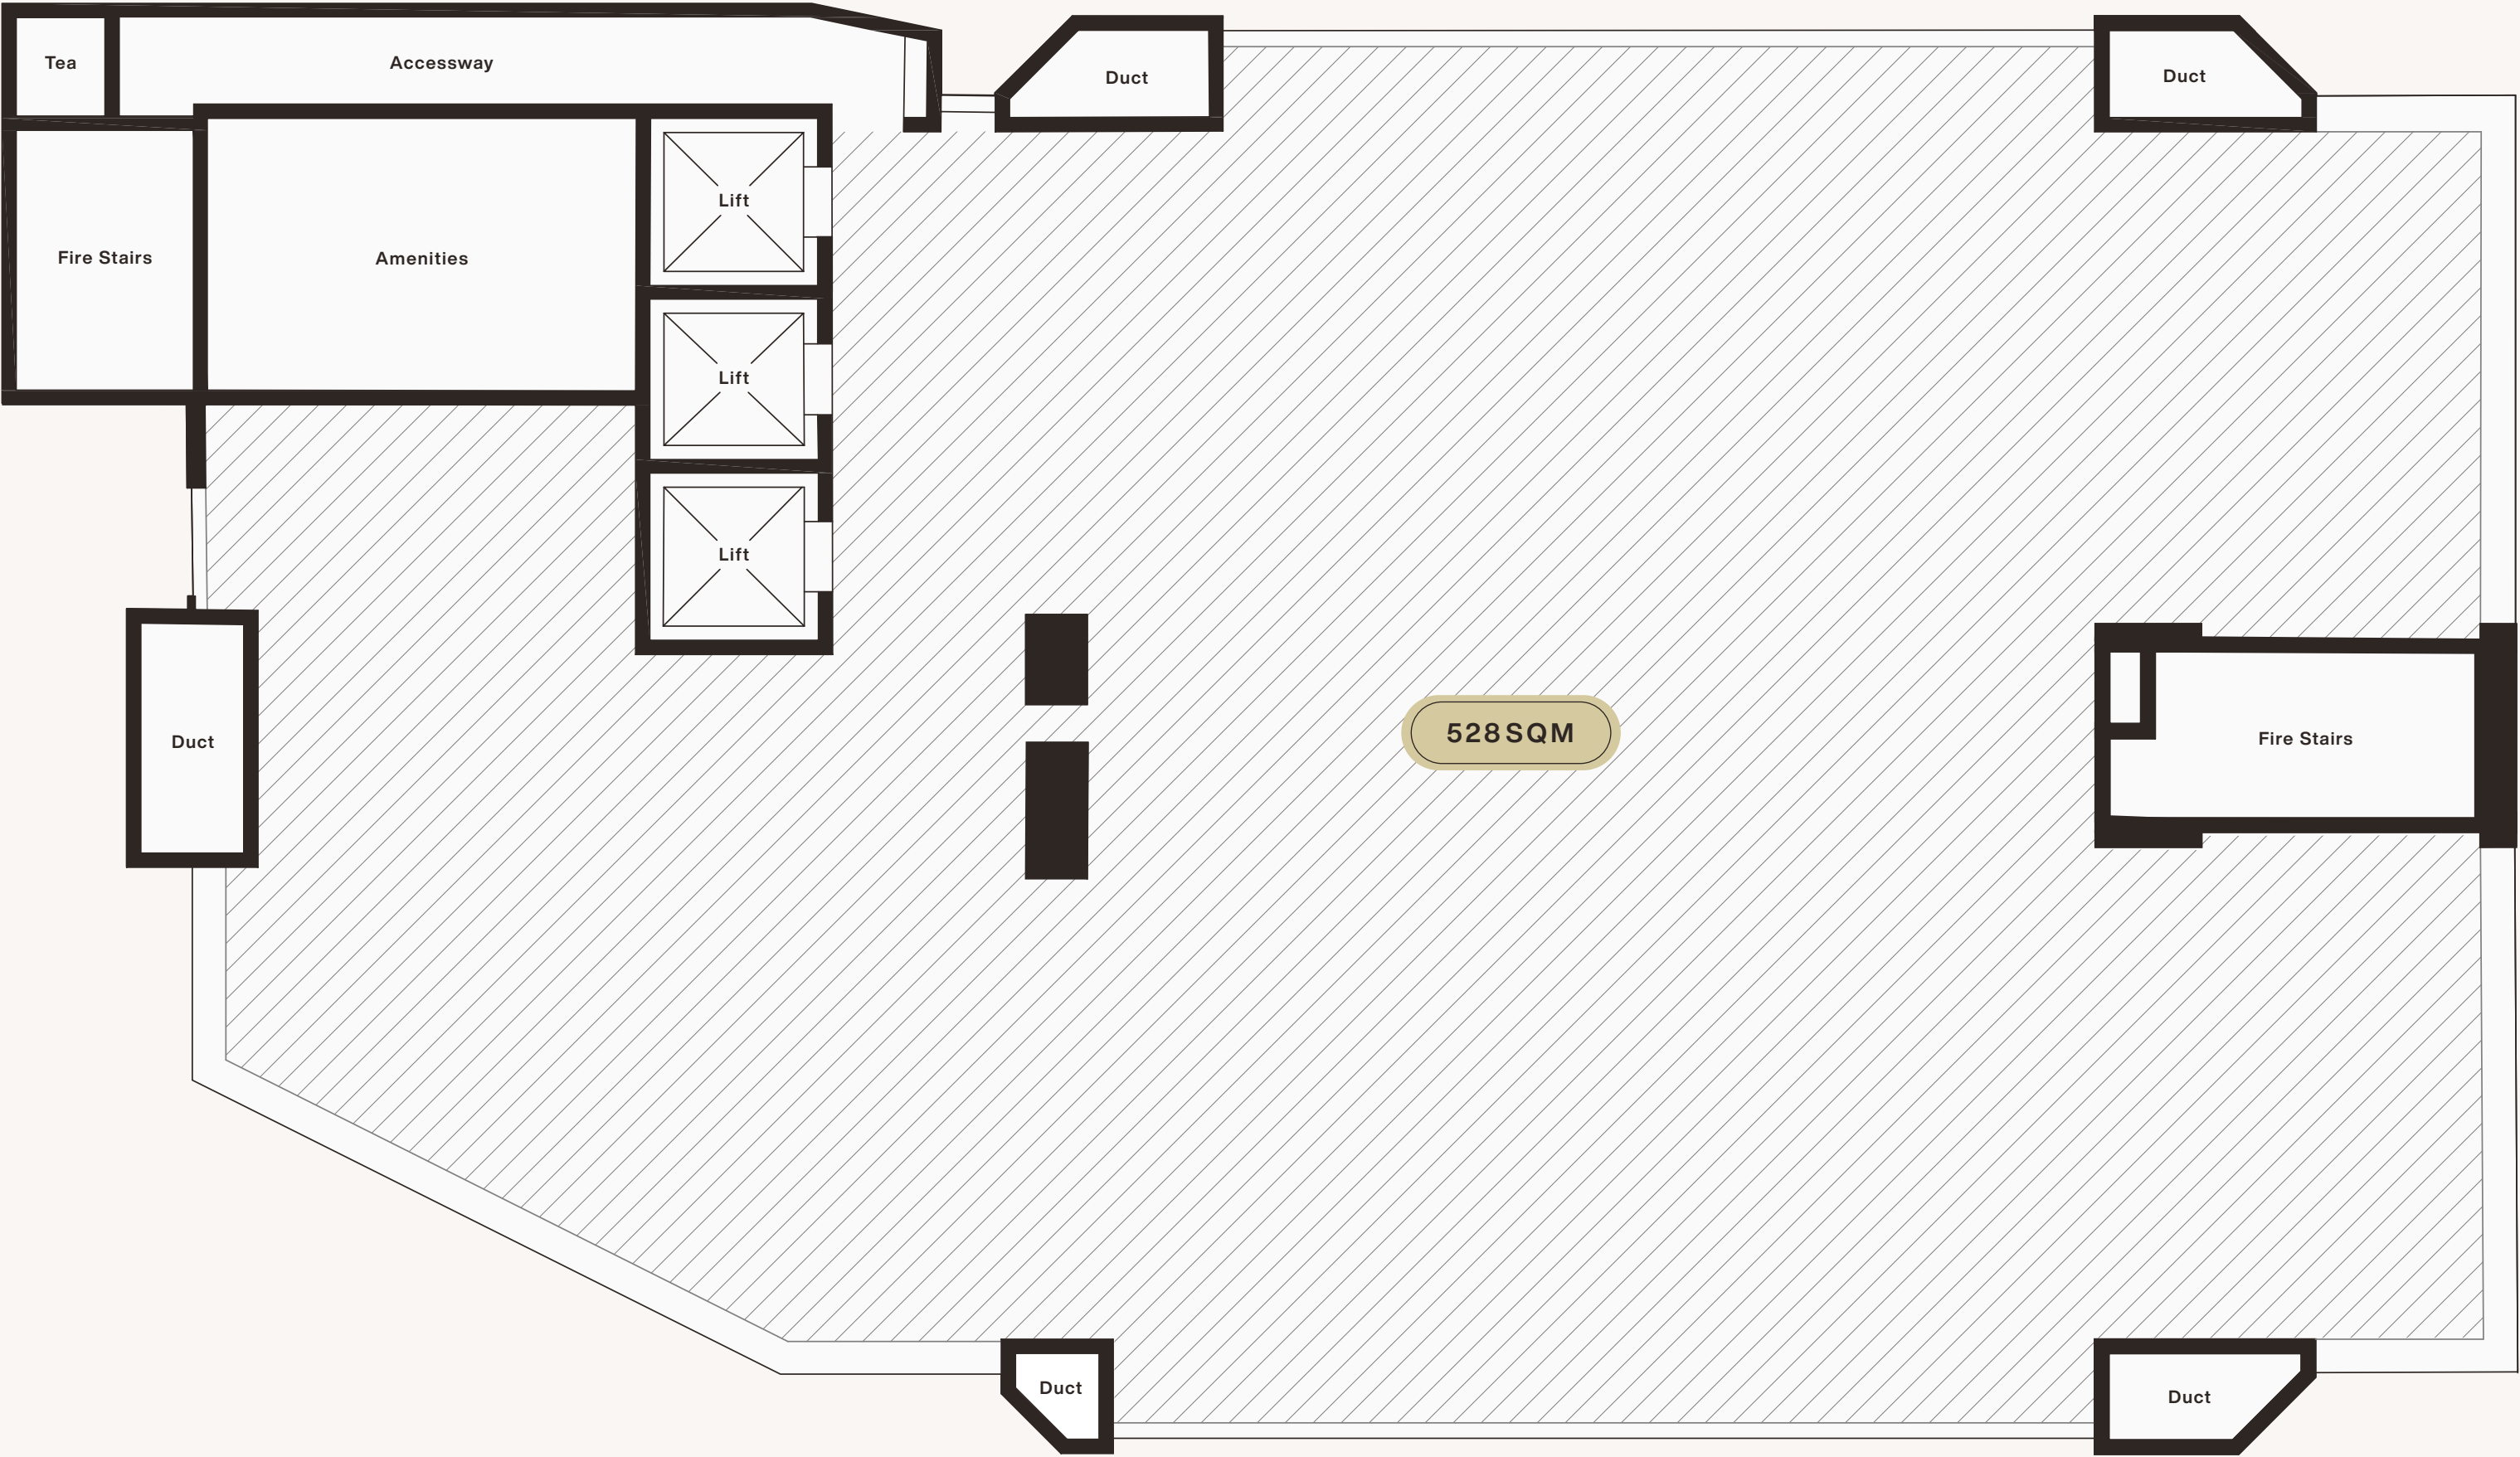 Tea
Accessway
Duct
Duct
Lift
Fire Stairs
Amenities
Lift
Lift
528SQM
Fire Stairs
Duct
Duct
Duct